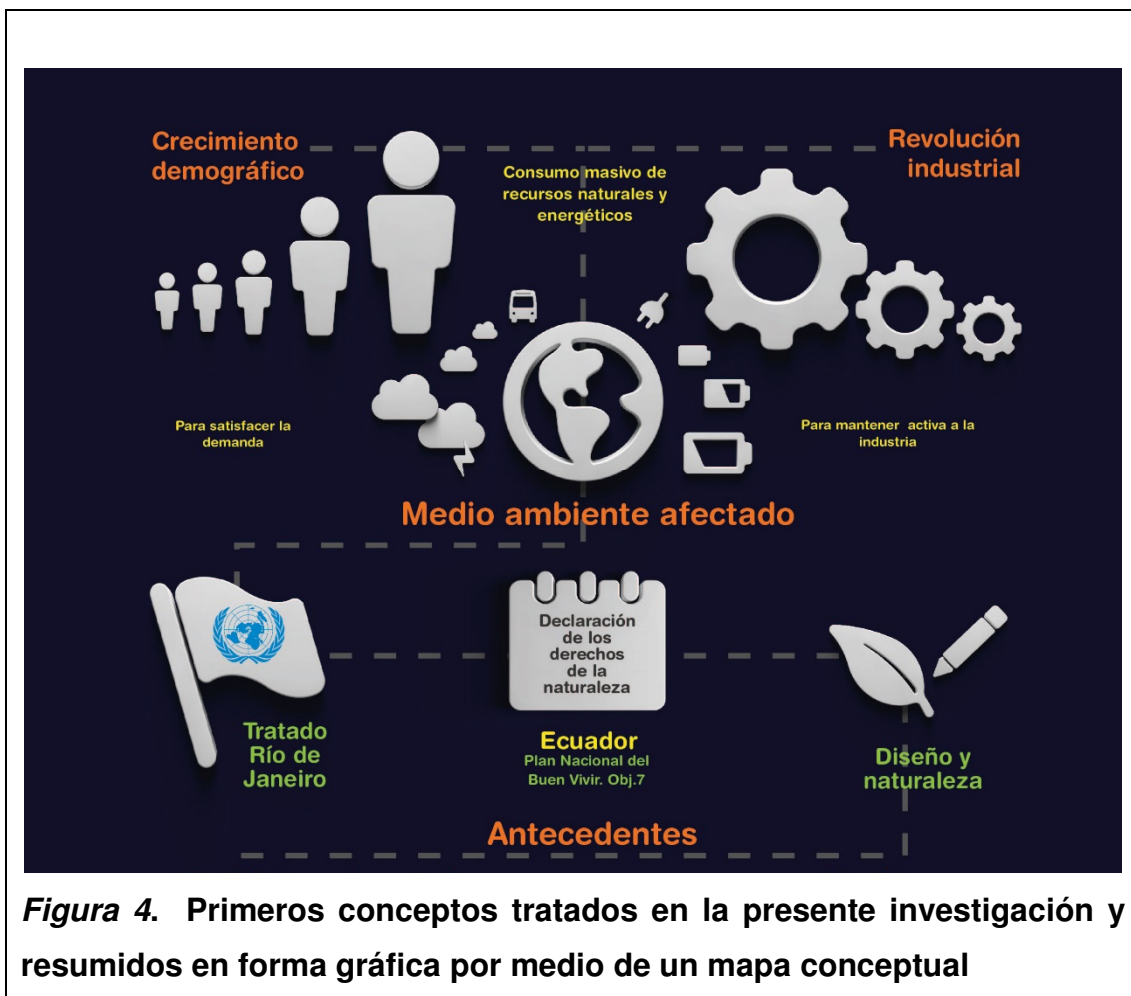 Crecimiento
demográfico
Revolución
industrial
Consumo masivo de
recursos naturales y
energéticos
Para satisfacer la
demanda
Para mantener activa a la
industria
Medio ambiente afectado
Declaración
de los
derechos
de la
naturaleza
Tratado
Río de
Janeiro
Ecuador
Plan Nacional del
Buen Vivir. Obj.7
Diseño y
naturaleza
Antecedentes
Figura 4. Primeros conceptos tratados en la presente investigación y
resumidos en forma gráfica por medio de un mapa conceptual